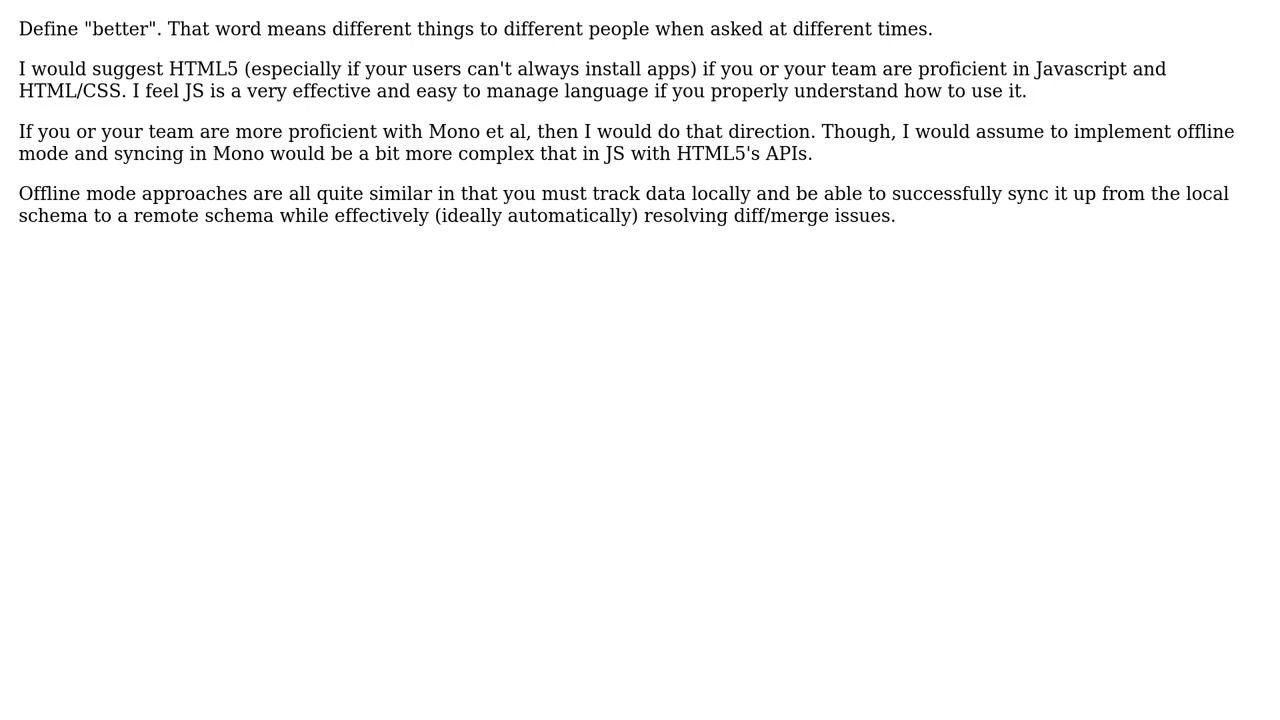 Define "better". That word means different things to different people when asked at different times.
I would suggest HTML5 (especially if your users can't always install apps) if you or your team are proficient in Javascript and
HTML/CSS. I feel JS is a very effective and easy to manage language if you properly understand how to use it.
If you or your team are more proficient with Mono et al, then I would do that direction. Though, I would assume to implement offline
mode and syncing in Mono would be a bit more complex that in JS with HTML5's APIs.
Offline mode approaches are all quite similar in that you must track data locally and be able to successfully sync it up from the local
schema to a remote schema while effectively (ideally automatically) resolving diff/merge issues.